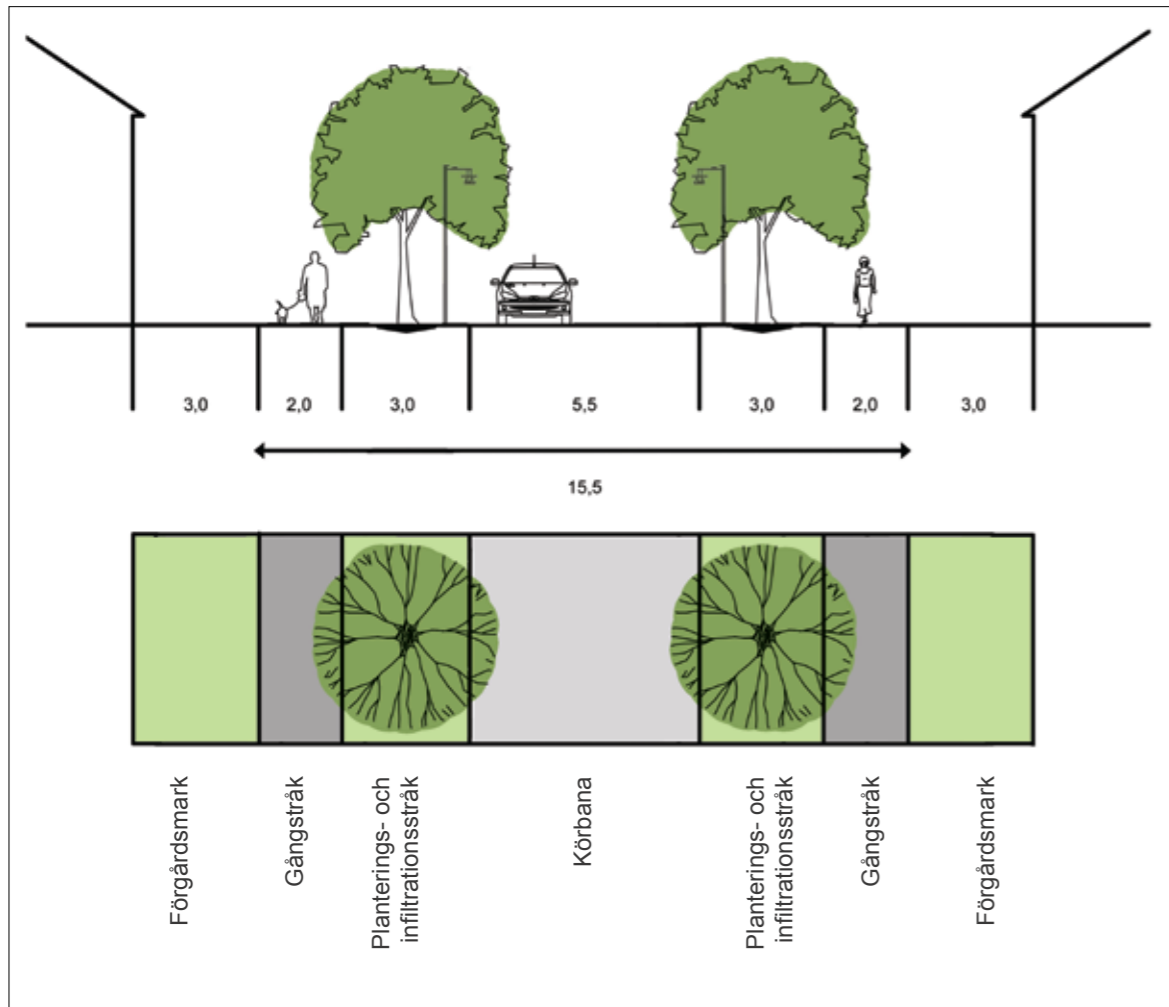 3,0
2,0
3,0
5,5
3,0
2,0
3,0
15,5
Förgårdsmark
Gångstråk
Planterings- och
infiltrationsstråk
Körbana
Planterings- och
infiltrationsstråk
Gångstråk
Förgårdsmark